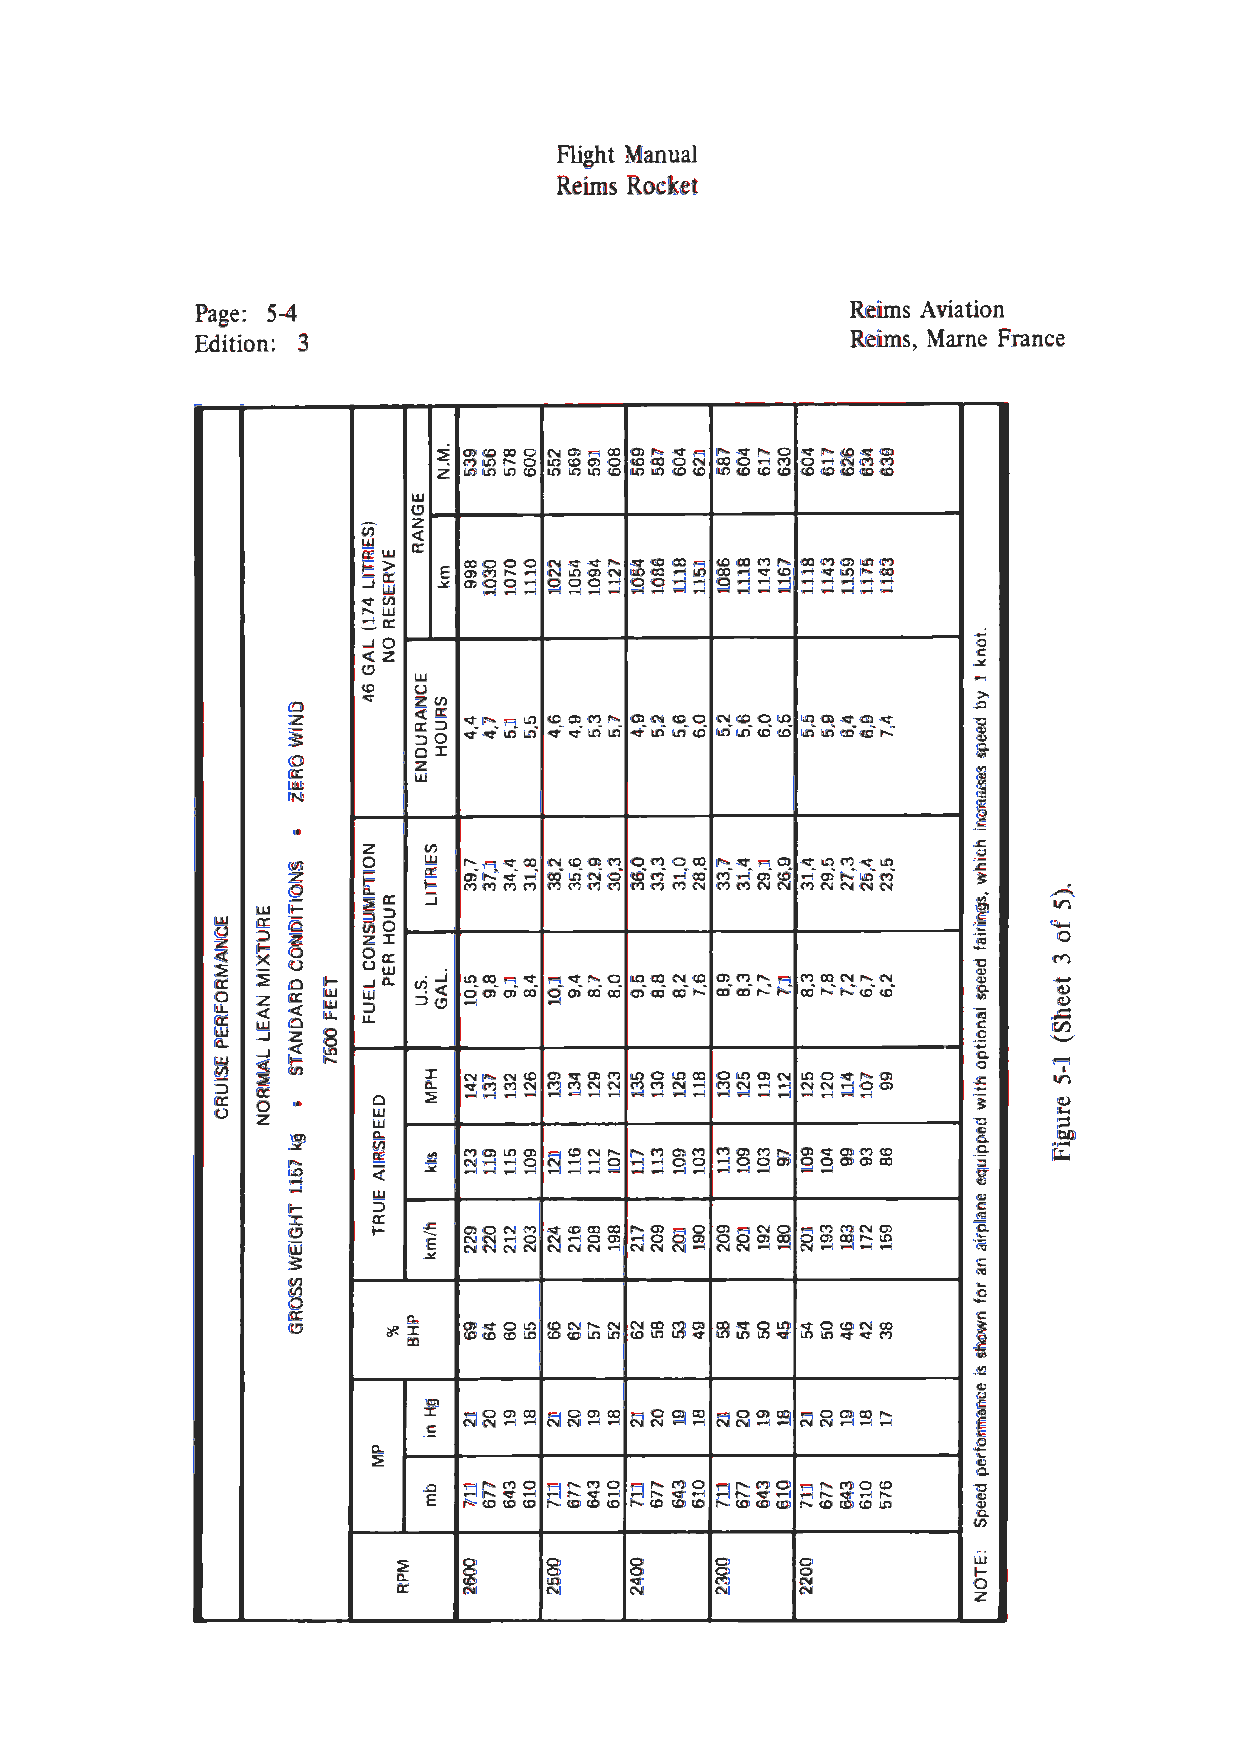 Flight Manual
Reims Rocket
Page: 5-4
Edition: 3
Reims Aviation
Reims, Marne France
CRUISE PERFORMANCE
NORMAL LEAN MIXTURE
GROSS WEIGHT 1157 kg • STANDARD CONDITIONS • ZERO WIND
7500 FEET
RPM MP % BHP TRUE AIRSPEED FUEL CONSUMPTION PER HOUR 46 GAL (174 LITRES) NO RESERVE
mb in Hg km/h kts MPH U.S. GAL. LITRES ENDURANCE HOURS RANGE km N.M.
2600 711 21 69 229 123 142 10,5 39,7 4,4 998 539
677 20 64 220 119 137 9,8 37,1 4,7 1030 556
643 19 60 212 115 132 9,1 34,4 5,1 1070 578
610 18 55 203 109 126 8,4 31,8 5,5 1110 600
2500 711 21 66 224 121 139 10,1 38,2 4,6 1022 552
677 20 62 216 116 134 9,4 35,6 4,9 1054 569
643 19 57 208 112 129 8,7 32,9 5,3 1094 591
610 18 52 198 107 123 8,0 30,3 5,7 1127 608
2400 711 21 62 217 117 135 9,5 36,0 4,9 1054 569
677 20 58 209 113 130 8,8 33,3 5,2 1086 587
643 19 53 201 109 125 8,2 31,0 5,6 1118 604
610 18 49 190 103 118 7,6 28,8 6,0 1151 621
2300 711 21 58 209 113 130 8,9 33,7 5,2 1086 587
677 20 54 201 109 125 8,3 31,4 5,6 1118 604
643 19 50 192 103 119 7,7 29,1 6,0 1143 617
610 18 45 180 97 112 7,1 26,9 6,5 1167 630
2200 711 21 54 201 109 125 8,3 31,4 5,5 1118 604
677 20 50 193 104 120 7,8 29,5 5,9 1143 617
643 19 46 183 99 114 7,2 27,3 6,4 1159 626
610 18 42 172 93 107 6,7 25,4 6,9 1175 634
576 17 38 159 86 99 6,2 23,5 7,4 1183 639
NOTE: Speed performance is shown for an airplane equipped with optional speed fairings, which increases speed by 1 knot.
Figure 5-1 (Sheet 3 of 5).